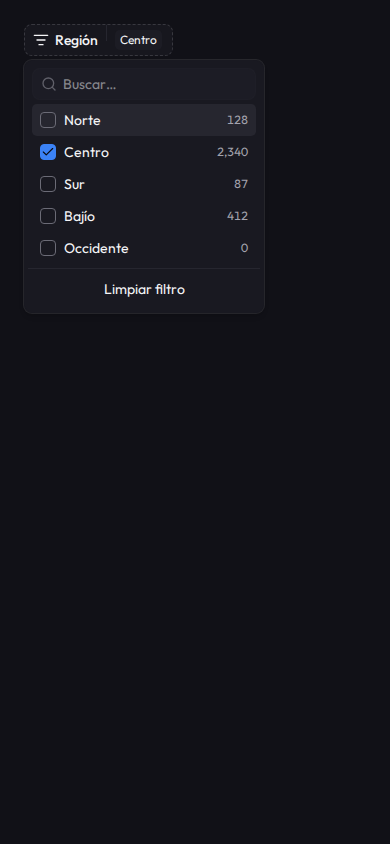 Región Centro
Buscar...
Norte 128
Centro 2,340
Sur 87
Bajío 412
Occidente 0
Limpiar filtro